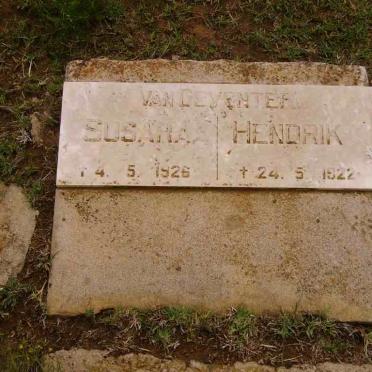 VAN DEVENTER
SUSARA HENDRIK
† 4. 5. 1926 † 24. 5. 1922